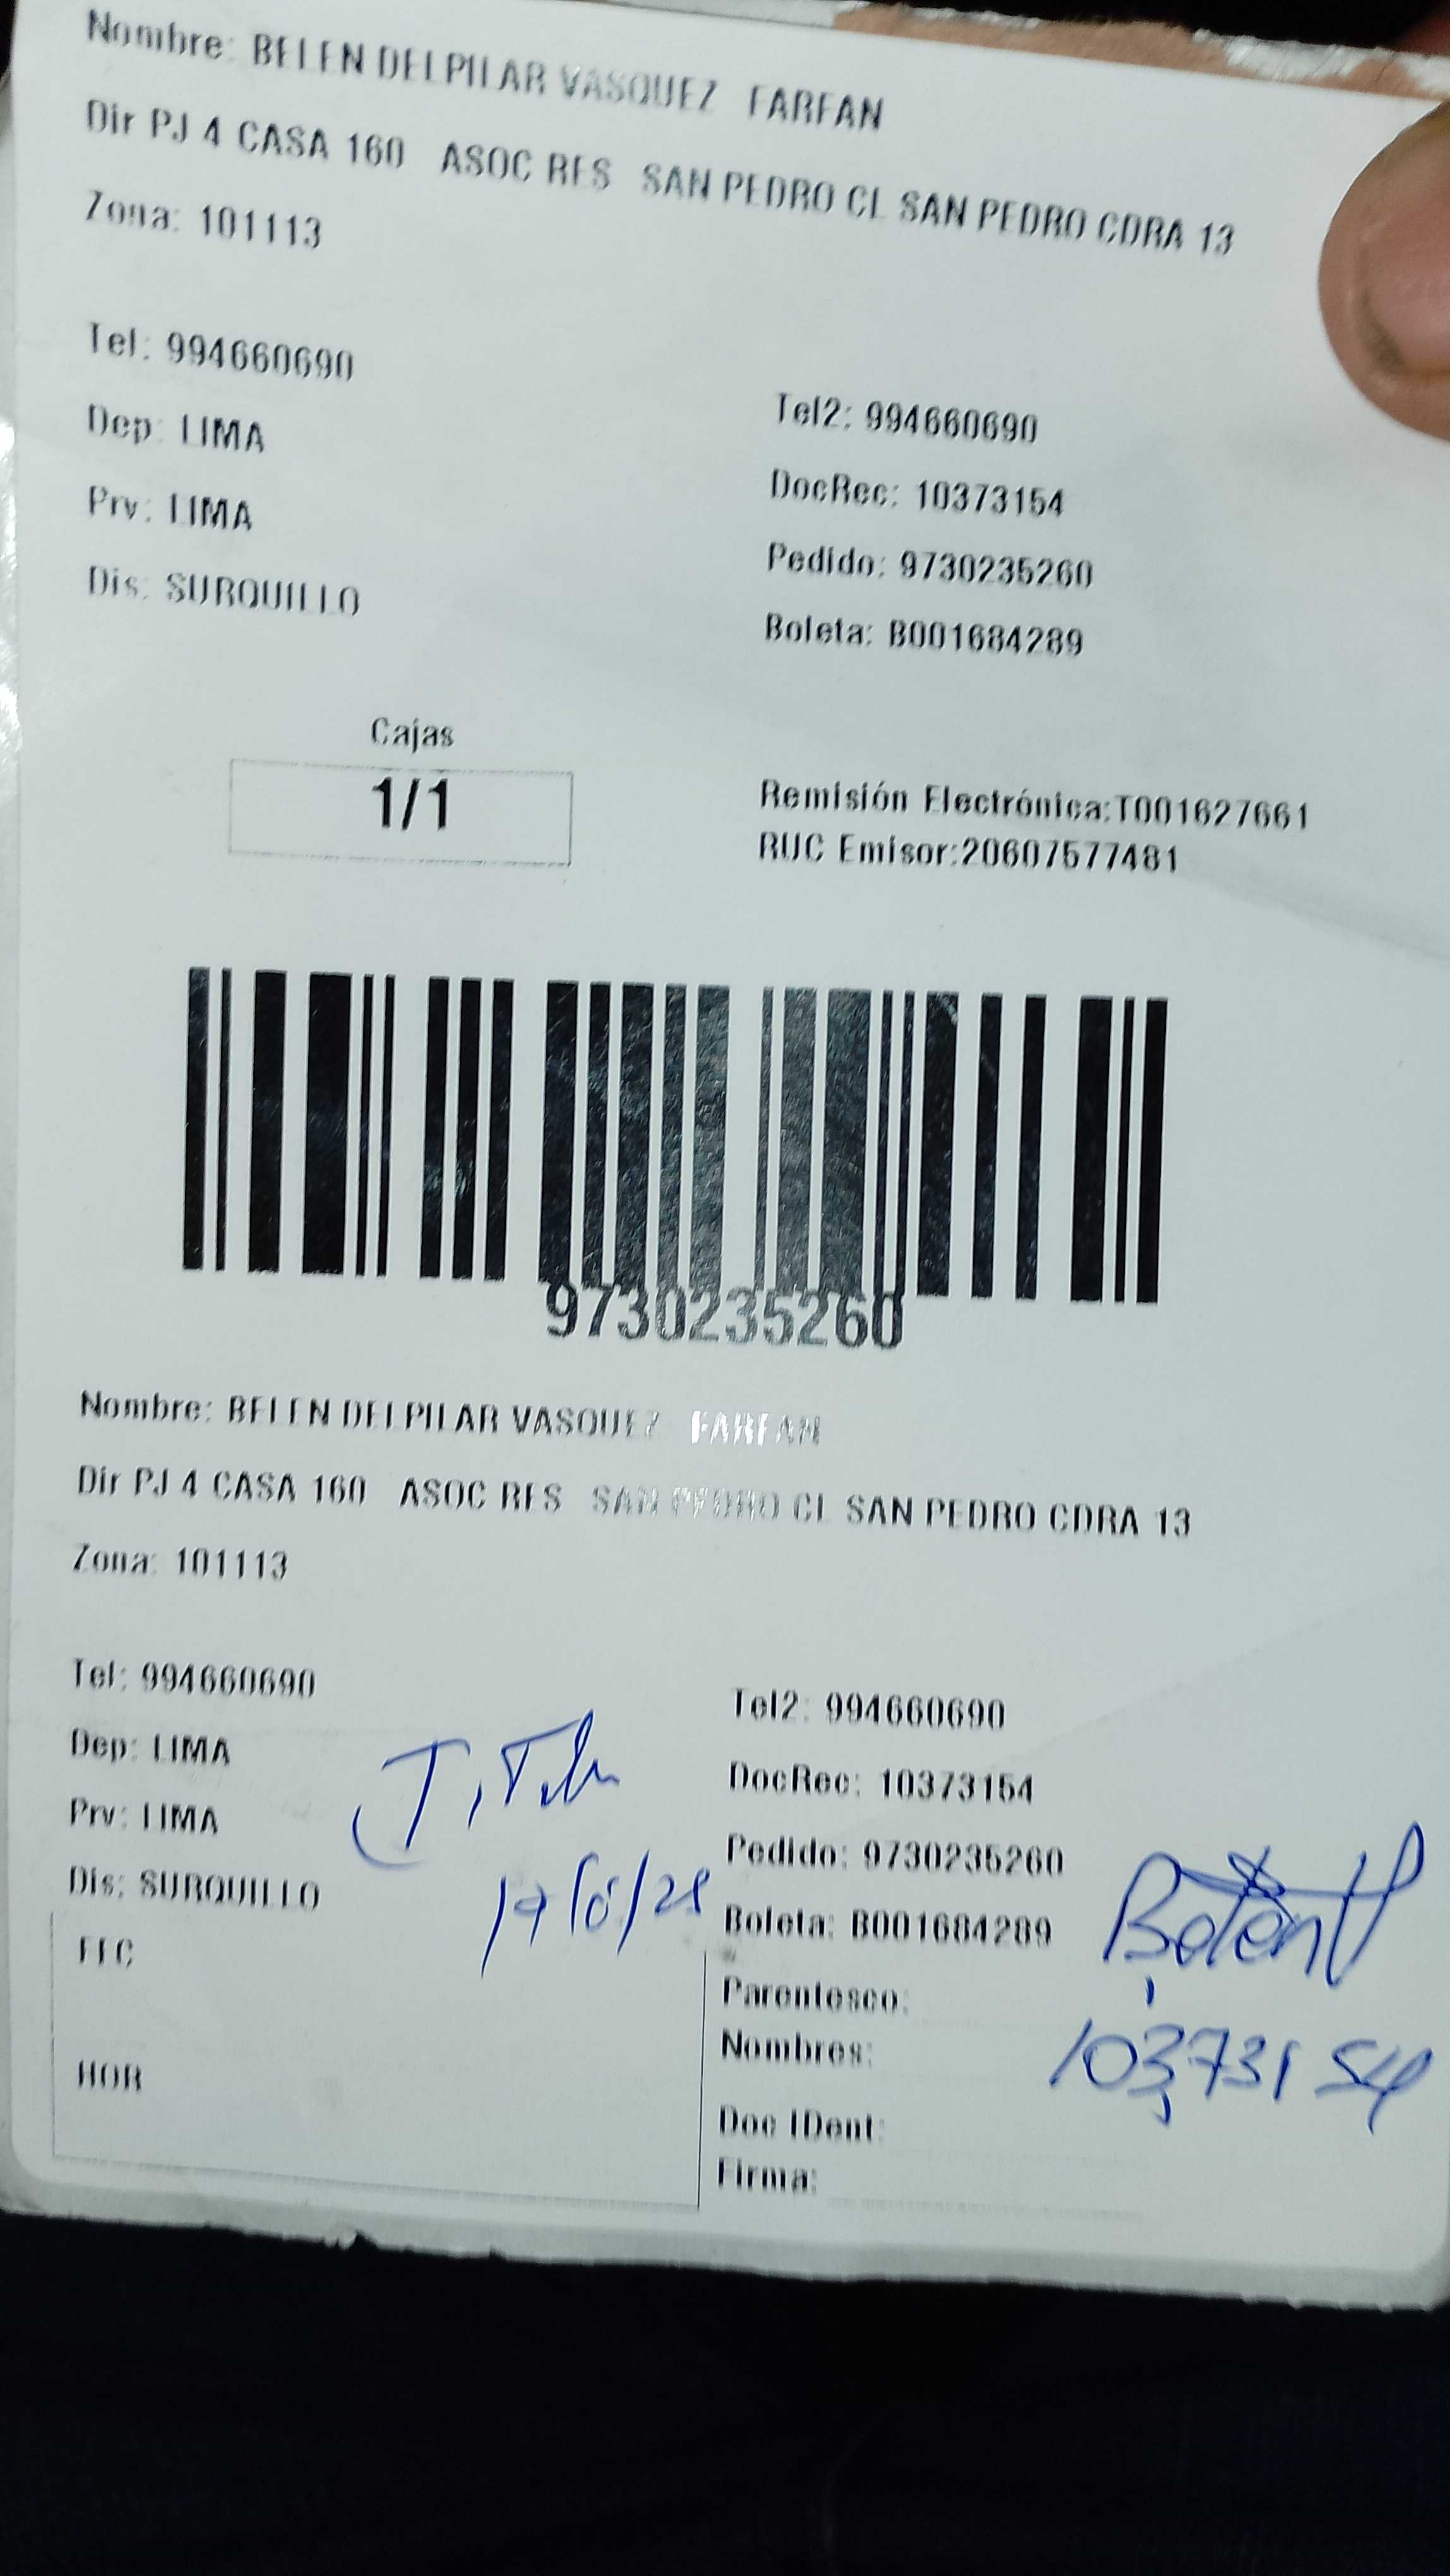 Nombre: BELEN DELPILAR VASQUEZ FARFAN
Dir PJ 4 CASA 160 ASOC RES SAN PEDRO CL SAN PEDRO CDRA 13
Zona: 101113
Tel: 994660690
Tel2: 994660690
Dep: LIMA
DocRec: 10373154
Prv: LIMA
Pedido: 9730235260
Dis: SURQUILLO
Boleta: B001684289
Cajas
1/1
Remisión Electrónica:T001627661
RUC Emisor:20607577481
9730235260
Nombre: BELEN DELPILAR VASQUEZ FARFAN
Dir PJ 4 CASA 160 ASOC RES SAN PEDRO CL SAN PEDRO CDRA 13
Zona: 101113
Tel: 994660690
Tel2: 994660690
Dep: LIMA
DocRec: 10373154
Prv: LIMA
Pedido: 9730235260
Dis: SURQUILLO
Boleta: B001684289
FEC
Parentesco:
Nombres:
10373154
HOR
Doc IDent:
Firma: